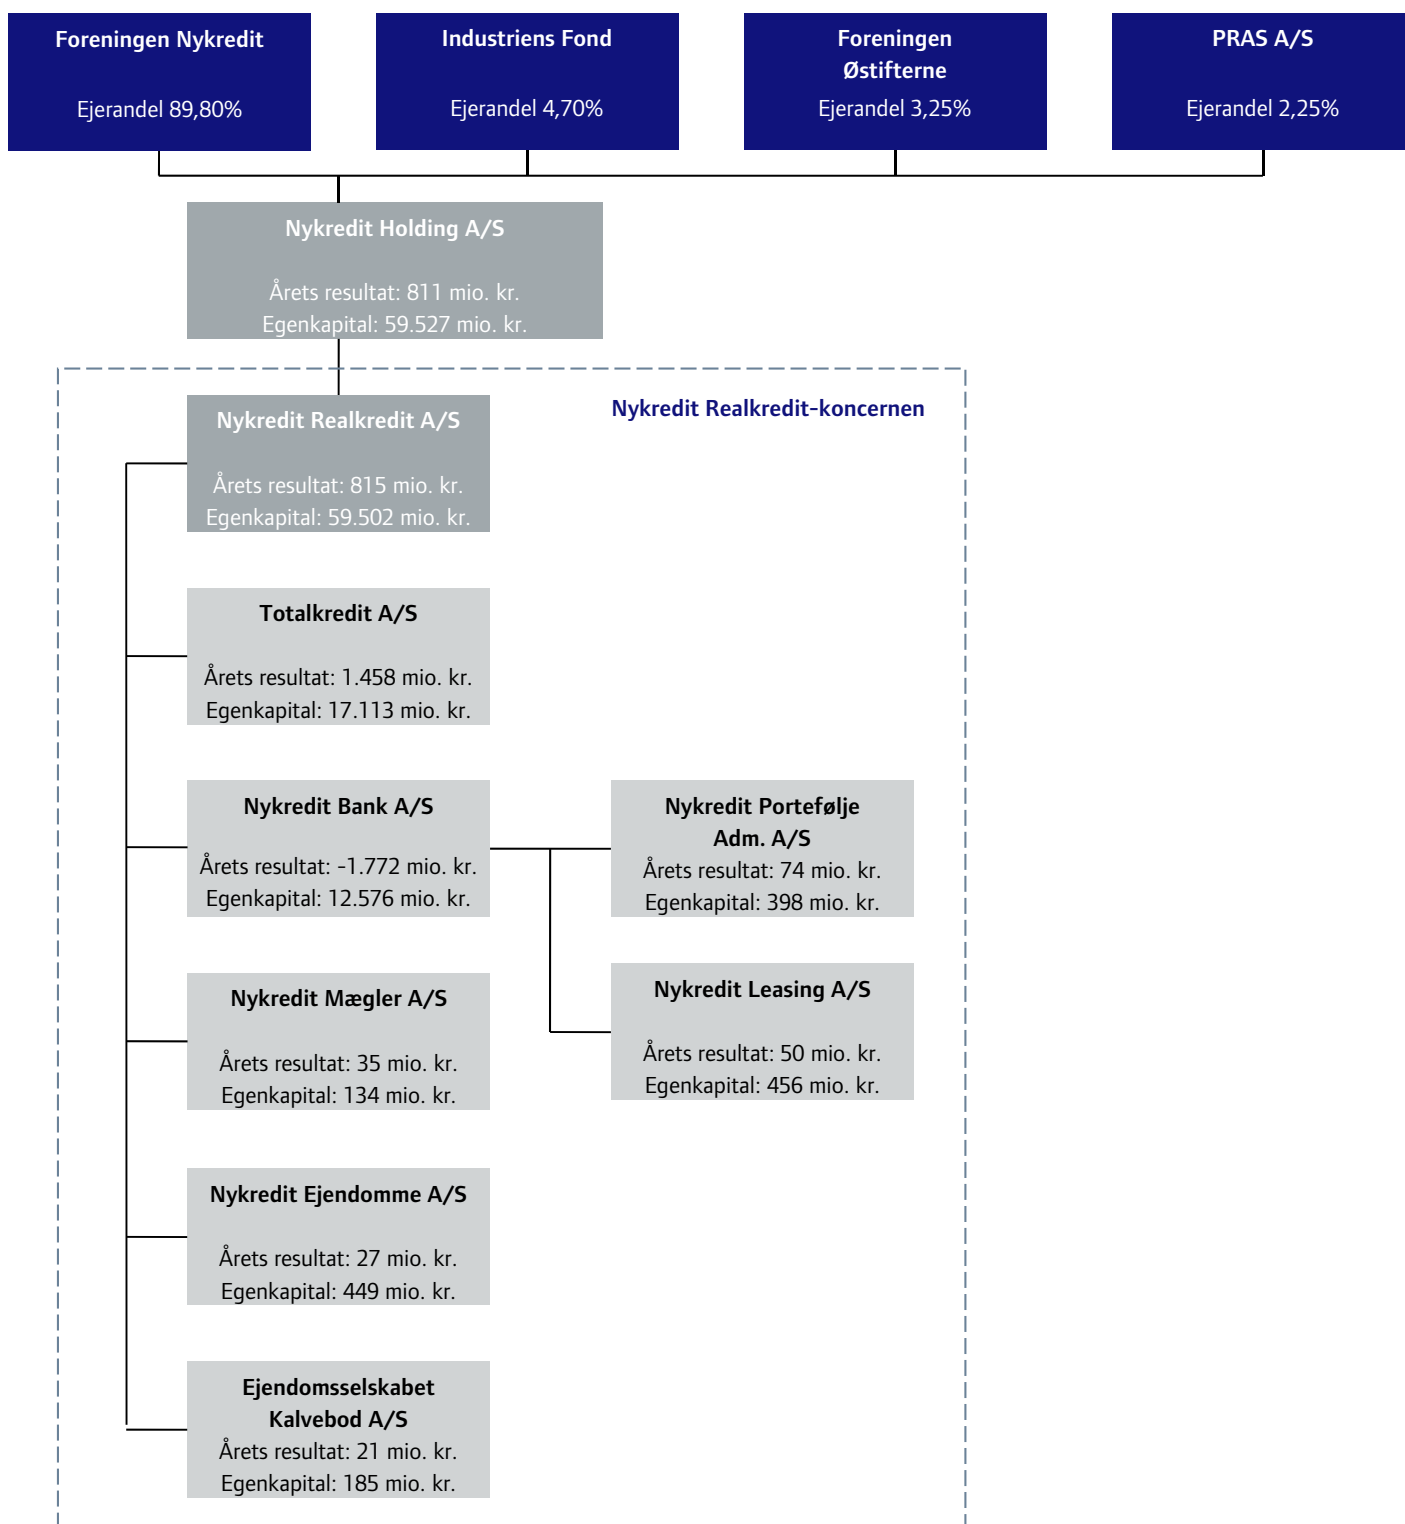 Foreningen Nykredit
Ejerandel 89,80%
Industriens Fond
Ejerandel 4,70%
Foreningen
Østifterne
Ejerandel 3,25%
PRAS A/S
Ejerandel 2,25%
Nykredit Holding A/S
Årets resultat: 811 mio. kr.
Egenkapital: 59.527 mio. kr.
Nykredit Realkredit-koncernen
Nykredit Realkredit A/S
Årets resultat: 815 mio. kr.
Egenkapital: 59.502 mio. kr.
Totalkredit A/S
Årets resultat: 1.458 mio. kr.
Egenkapital: 17.113 mio. kr.
Nykredit Bank A/S
Årets resultat: -1.772 mio. kr.
Egenkapital: 12.576 mio. kr.
Nykredit Portefølje
Adm. A/S
Årets resultat: 74 mio. kr.
Egenkapital: 398 mio. kr.
Nykredit Leasing A/S
Årets resultat: 50 mio. kr.
Egenkapital: 456 mio. kr.
Nykredit Mægler A/S
Årets resultat: 35 mio. kr.
Egenkapital: 134 mio. kr.
Nykredit Ejendomme A/S
Årets resultat: 27 mio. kr.
Egenkapital: 449 mio. kr.
Ejendomsselskabet
Kalvebod A/S
Årets resultat: 21 mio. kr.
Egenkapital: 185 mio. kr.